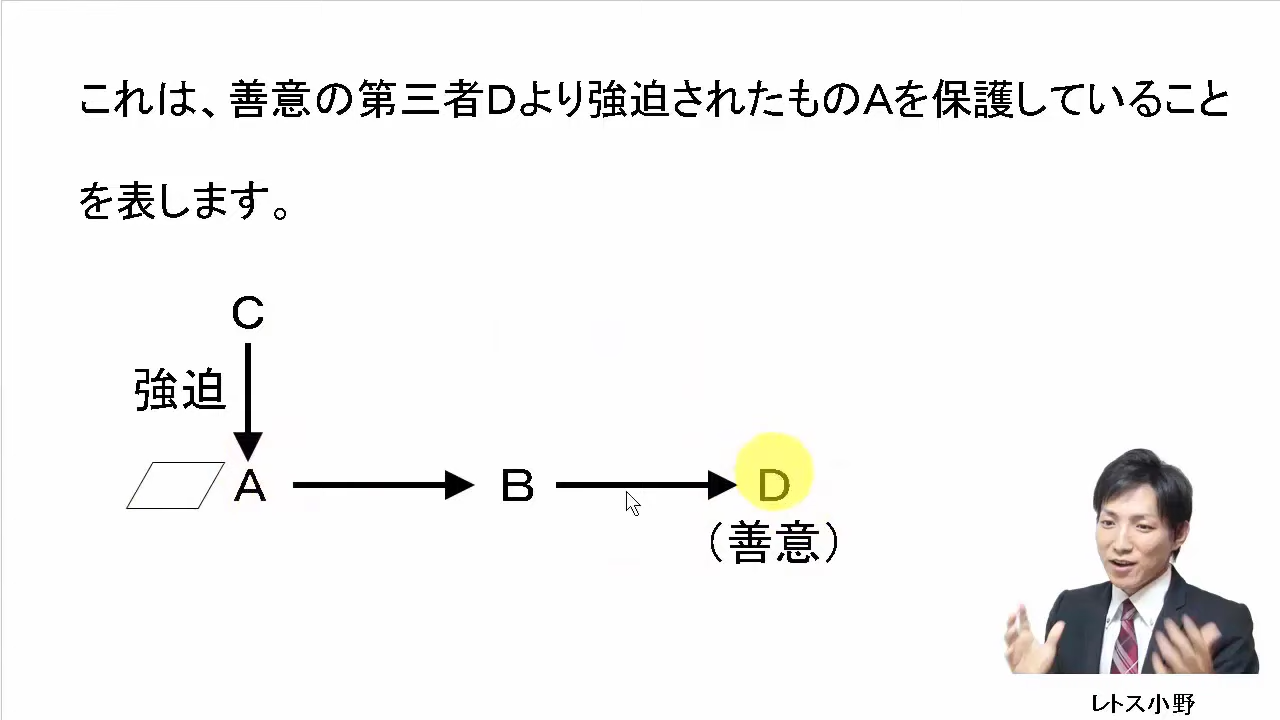 これは、善意の第三者Dより強迫されたものAを保護していること
を表します。
C
強迫
A B D
（善意）
レトス小野